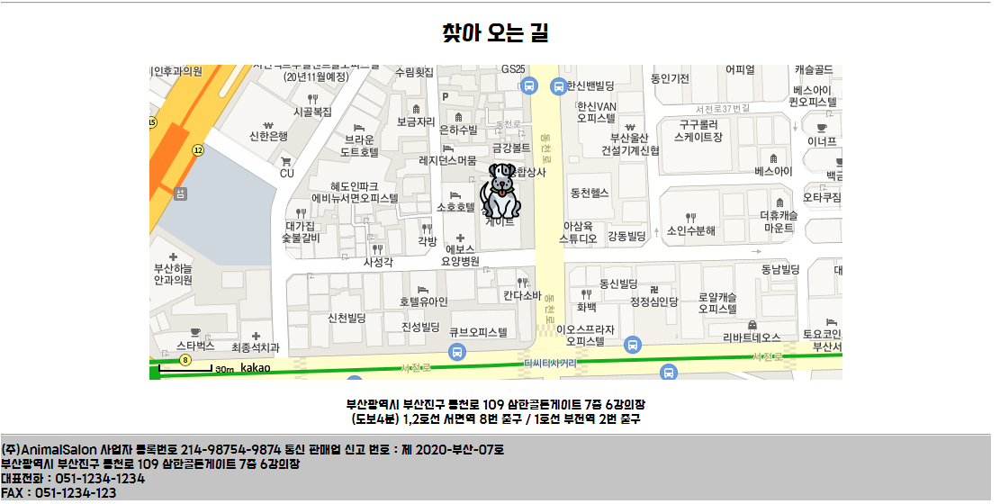 찾아 오는 길
시인후과의원
(20년11월예정)
수림횟집
GS25
한신밴빌딩
동인기전
어피얼
캐슬골드
베스아이
퀸오피스텔
시골복집
P
한신VAN
오피스텔
서전로37번길
15
보금자리
은하수빌
동천로
신한은행
브라운
도트호텔
금강볼트
동천로
부산울산
건설기계신협
구구롤러
스케이트장
이너프
12
CU
레지던스머뭄
종합상사
베스아이
백금
혜도인파크
에비뉴서면오피스텔
동천헬스
오타쿠짐
소호호텔
게이트
대가집
숯불갈비
각방
아삼육
스튜디오
강동빌딩
소인수분해
더휴캐슬
마운트
사성각
에보스
요양병원
부산하늘
안과의원
동남빌딩
대
호텔유아인
칸다소바
동천로
화백
동신빌딩
정정심인당
로얄캐슬
오피스텔
신천빌딩
진성빌딩
큐브오피스텔
이오스프라자
오피스텔
리바트데오스
토요코인
부산서
스타벅스
최종석치과
8
30m
kakao
서전로
더씨티사거리
서전로
부산광역시 부산진구 동천로 109 삼한골든게이트 7층 6강의장
(도보4분) 1,2호선 서면역 8번 출구 / 1호선 부전역 2번 출구
(주)AnimalSalon 사업자 등록번호 214-98754-9874 통신 판매업 신고 번호 : 제 2020-부산-07호
부산광역시 부산진구 동천로 109 삼한골든게이트 7층 6강의장
대표전화 : 051-1234-1234
FAX : 051-1234-123